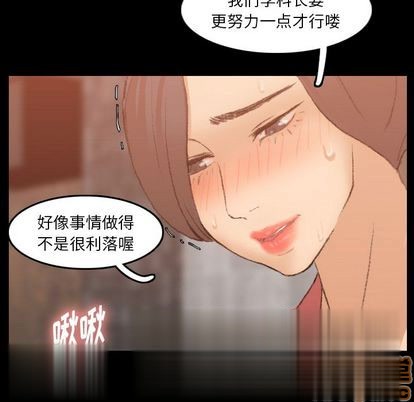 我们学科长要
更努力一点才行喽
好像事情做得
不是很利落喔
啾啾